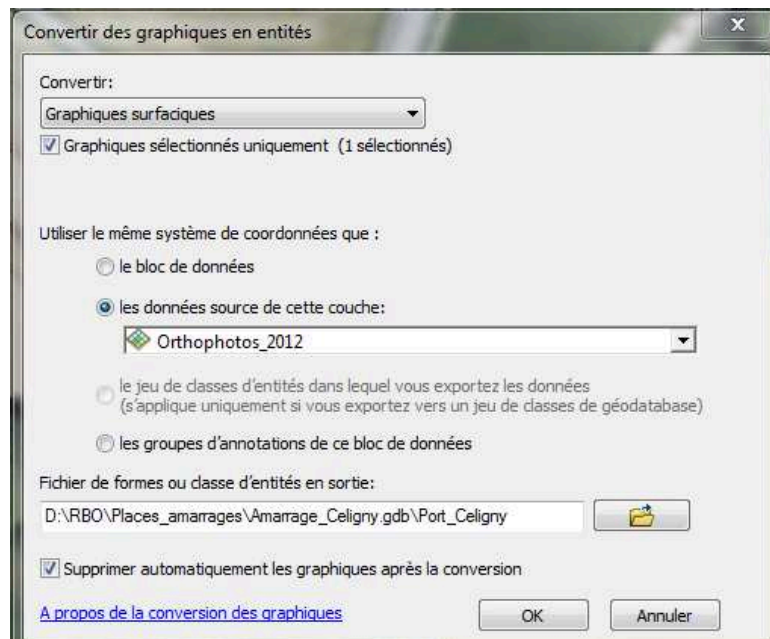 Convertir des graphiques en entités
x
Convertir:
Graphiques surfaciques
Graphiques sélectionnés uniquement (1 sélectionnés)
Utiliser le même système de coordonnées que :
le bloc de données
les données source de cette couche:
Orthophotos_2012
le jeu de classes d'entités dans lequel vous exportez les données
(s'applique uniquement si vous exportez vers un jeu de classes de géodatabase)
les groupes d'annotations de ce bloc de données
Fichier de formes ou classe d'entités en sortie:
D:\RBO\Places_amarrages\Amarrage_Celigny.gdb\Port_Celigny
Supprimer automatiquement les graphiques après la conversion
A propos de la conversion des graphiques
OK
Annuler